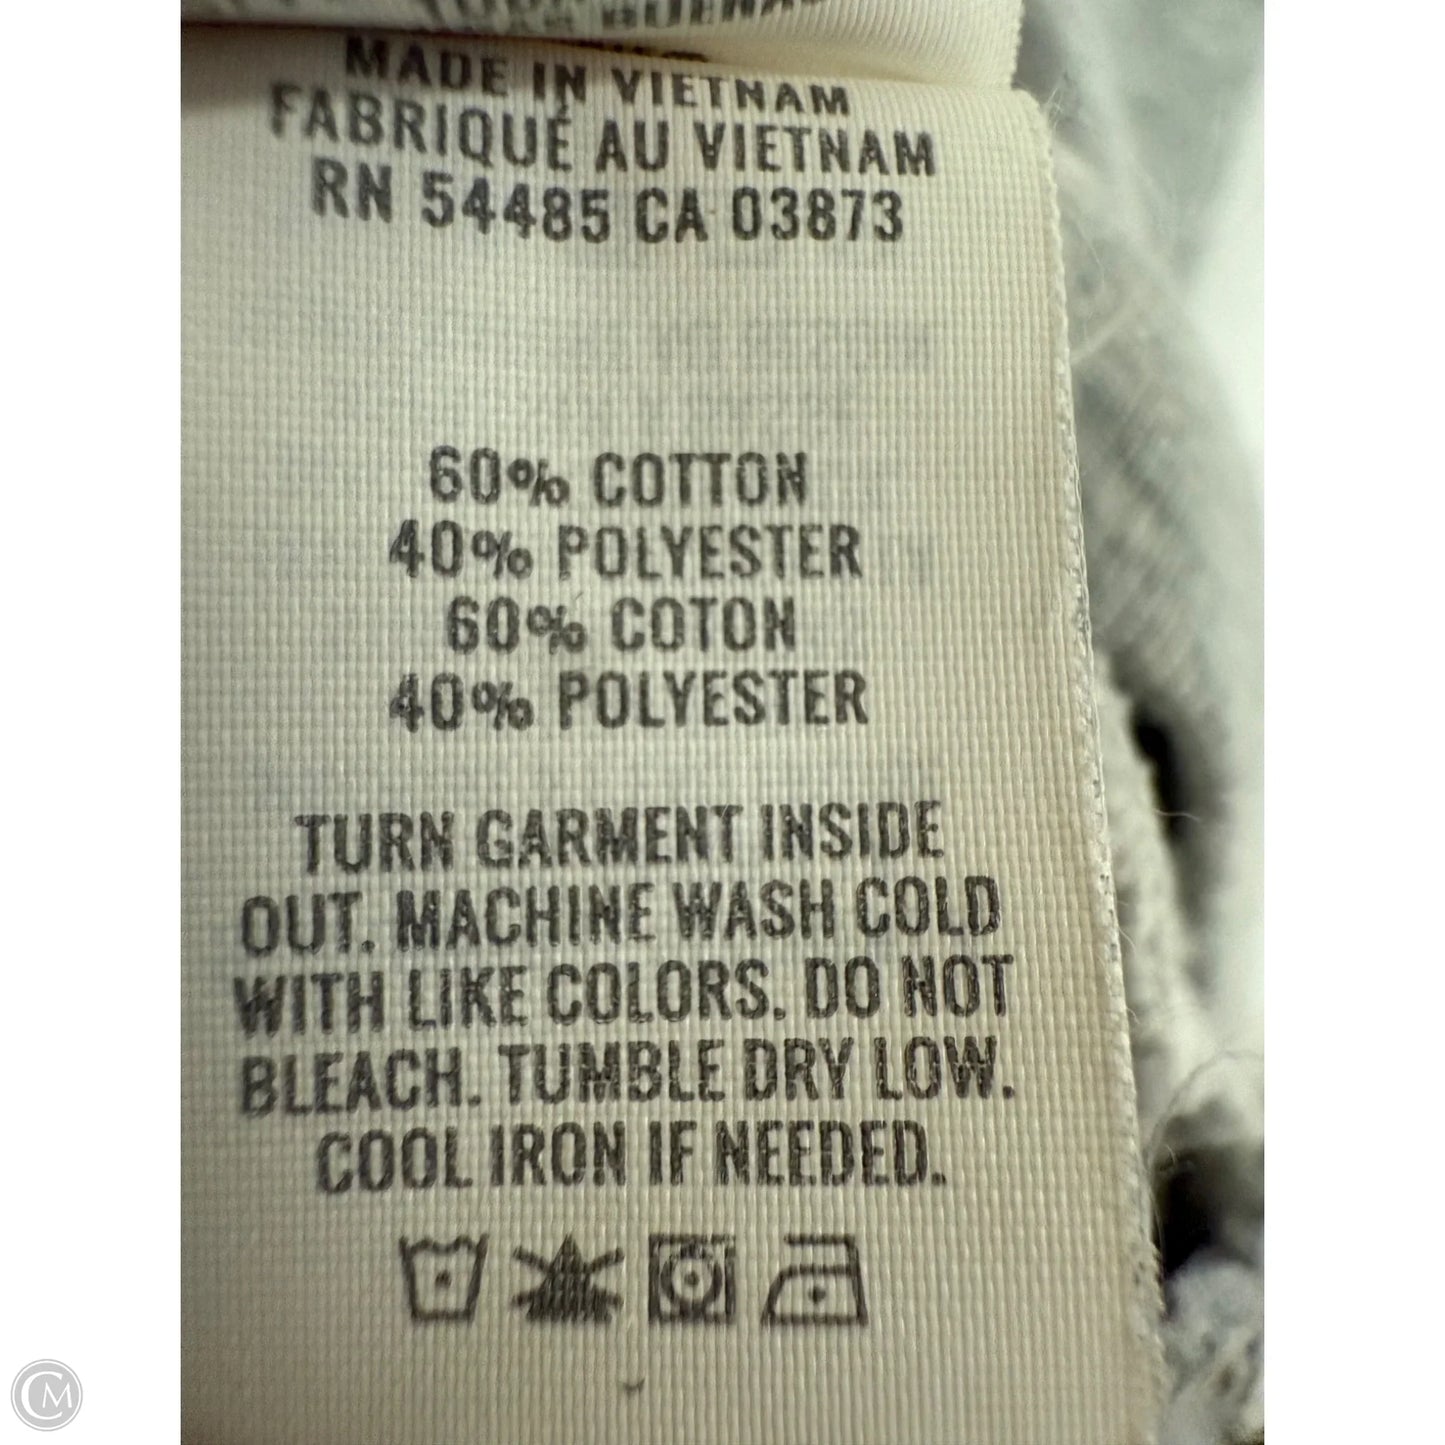 MADE IN VIETNAM
FABRIQUÉ AU VIETNAM
RN 54485 CA 03873
60% COTTON
40% POLYESTER
60% COTON
40% POLYESTER
TURN GARMENT INSIDE
OUT. MACHINE WASH COLD
WITH LIKE COLORS. DO NOT
BLEACH. TUMBLE DRY LOW.
COOL IRON IF NEEDED.
CM